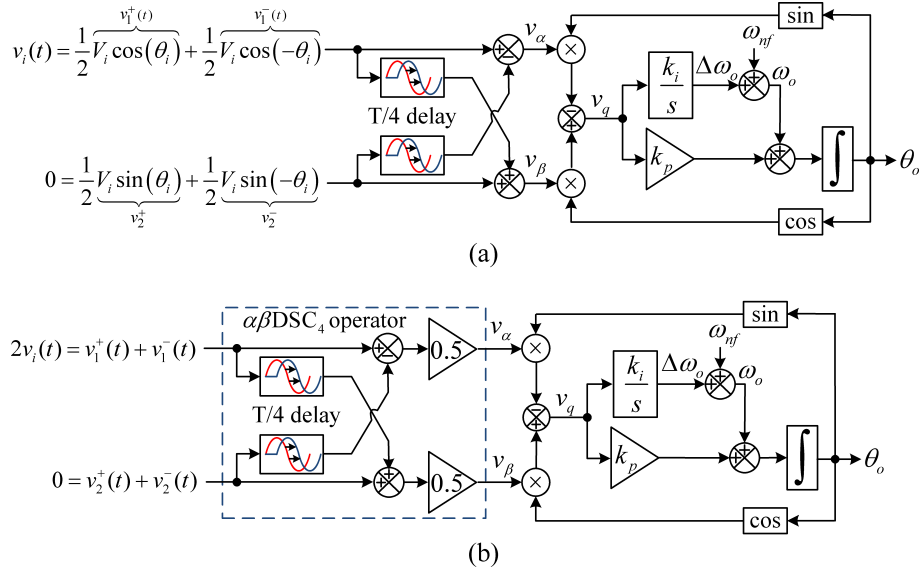 v_i(t) = 1/2 V_i cos(θ_i) + 1/2 V_i cos(−θ_i)
v_1^+(t)
v_1^−(t)
T/4 delay
0 = 1/2 V_i sin(θ_i) + 1/2 V_i sin(−θ_i)
v_2^+
v_2^−
v_α
v_β
×
×
v_q
k_i/s
k_p
Δω_o
ω_nf
ω_o
∫
sin
cos
θ_o
(a)
αβDSC_4 operator
2v_i(t) = v_1^+(t) + v_1^−(t)
T/4 delay
0 = v_2^+(t) + v_2^−(t)
0.5
0.5
v_α
v_β
×
×
v_q
k_i/s
k_p
Δω_o
ω_nf
ω_o
∫
sin
cos
θ_o
(b)